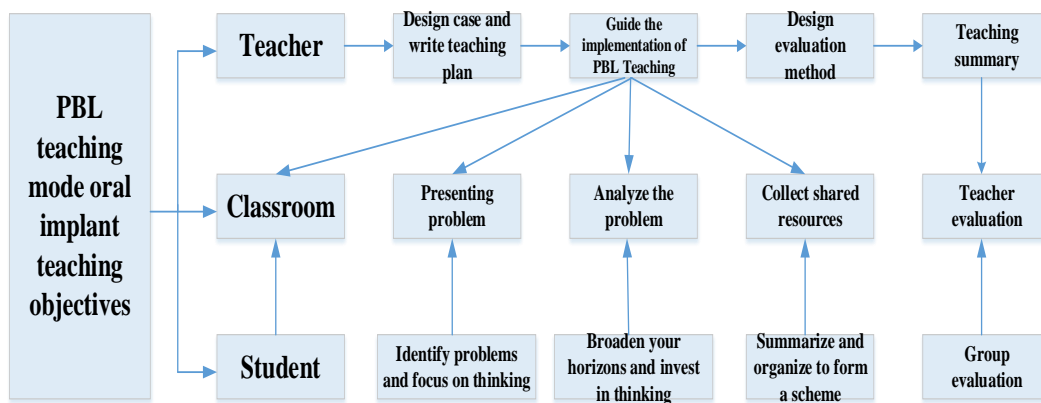 PBL
teaching
mode oral
implant
teaching
objectives
Teacher
Design case and
write teaching
plan
Guide the
implementation of
PBL Teaching
Design
evaluation
method
Teaching
summary
Classroom
Presenting
problem
Analyze the
problem
Collect shared
resources
Teacher
evaluation
Student
Identify problems
and focus on thinking
Broaden your
horizons and invest
in thinking
Summarize and
organize to form
a scheme
Group
evaluation